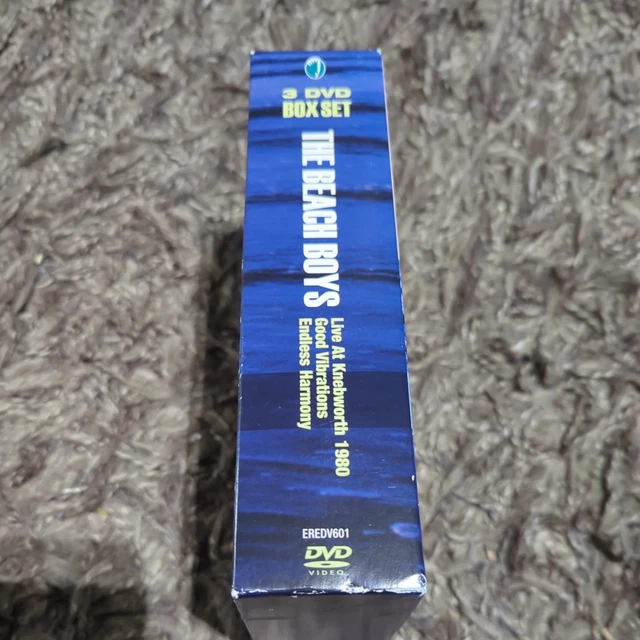 3 DVD
BOX SET
THE BEACH BOYS
Live At Knebworth 1980
Good Vibrations
Endless Harmony
EREDV601
DVD
VIDEO